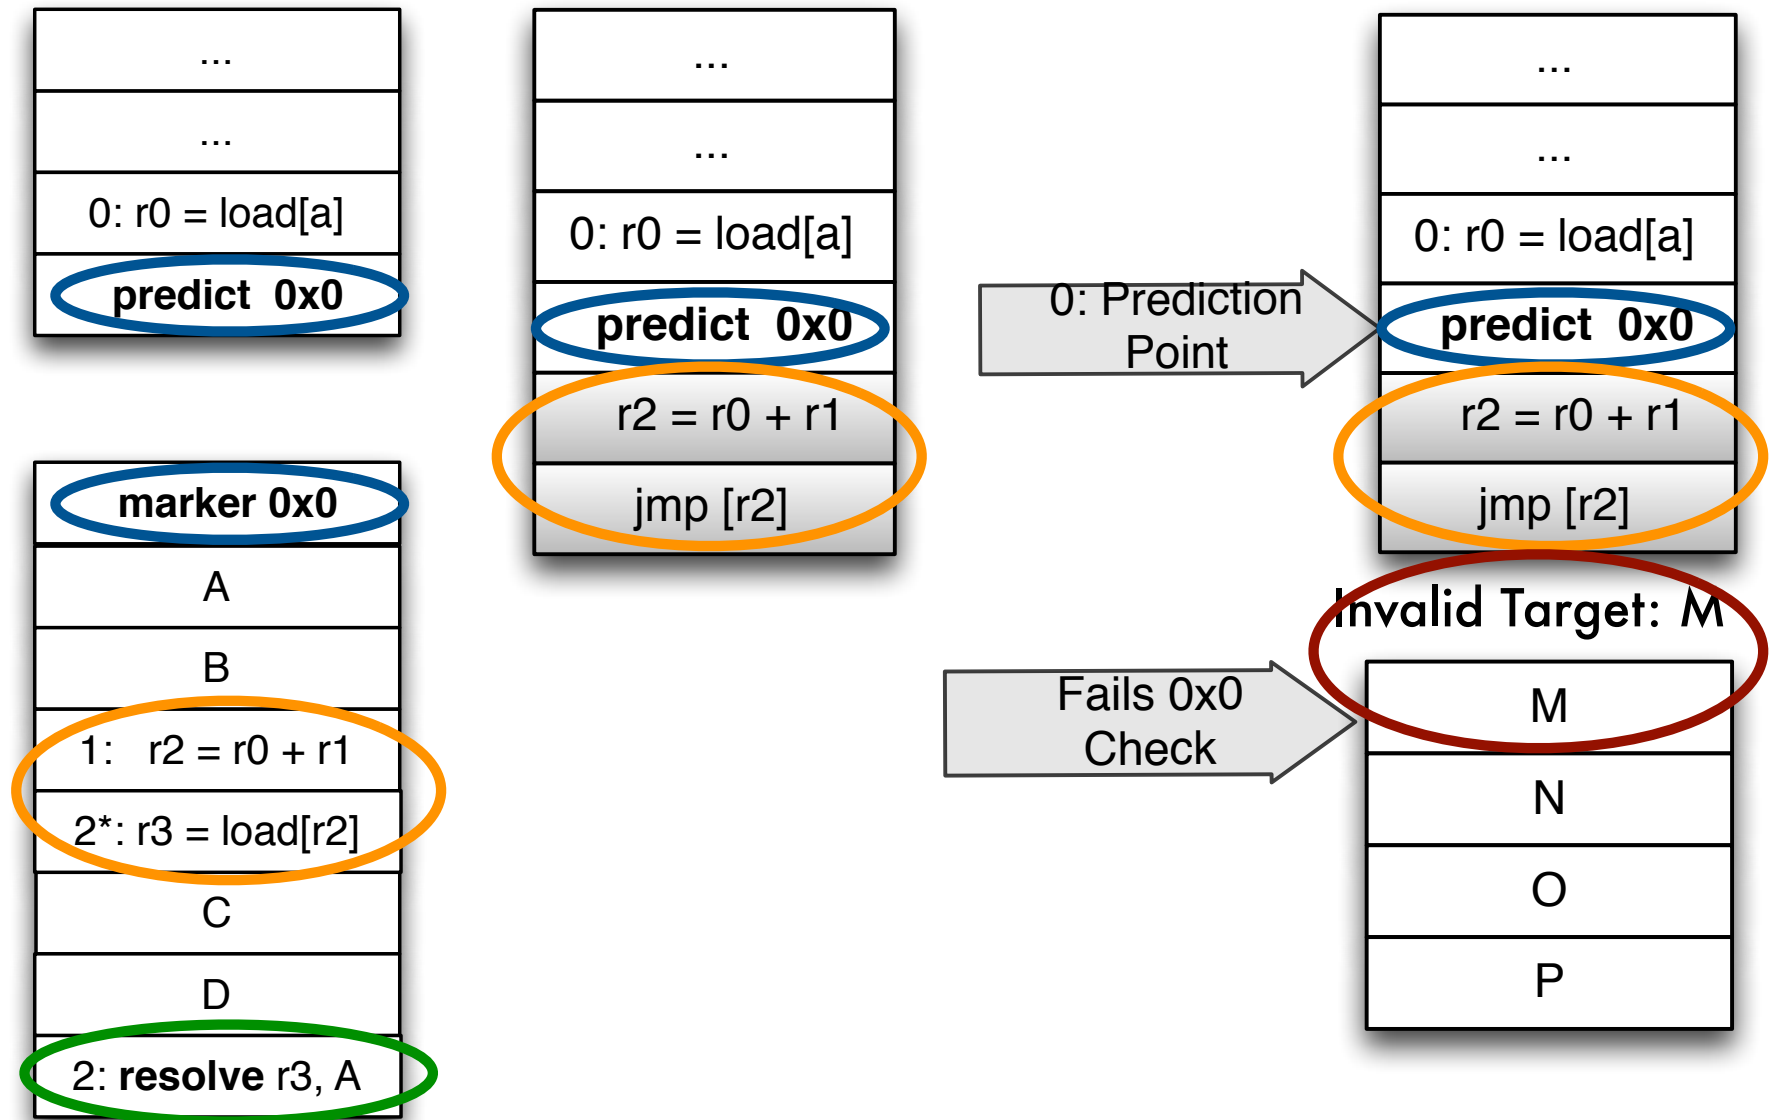 ...
...
0: r0 = load[a]
predict 0x0
marker 0x0
A
B
1: r2 = r0 + r1
2*: r3 = load[r2]
C
D
2: resolve r3, A
...
...
0: r0 = load[a]
predict 0x0
r2 = r0 + r1
jmp [r2]
0: Prediction
Point
...
...
0: r0 = load[a]
predict 0x0
r2 = r0 + r1
jmp [r2]
Invalid Target: M
Fails 0x0
Check
M
N
O
P